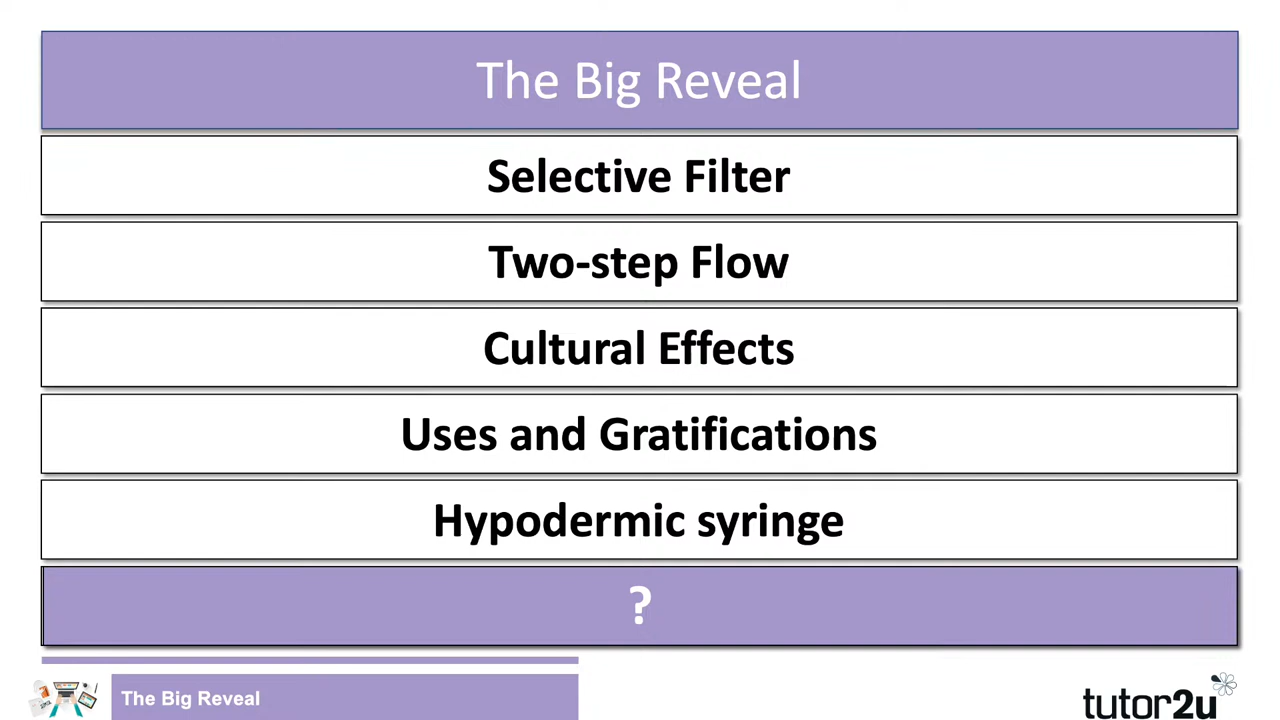 The Big Reveal
Selective Filter
Two-step Flow
Cultural Effects
Uses and Gratifications
Hypodermic syringe
?
The Big Reveal
tutor2u